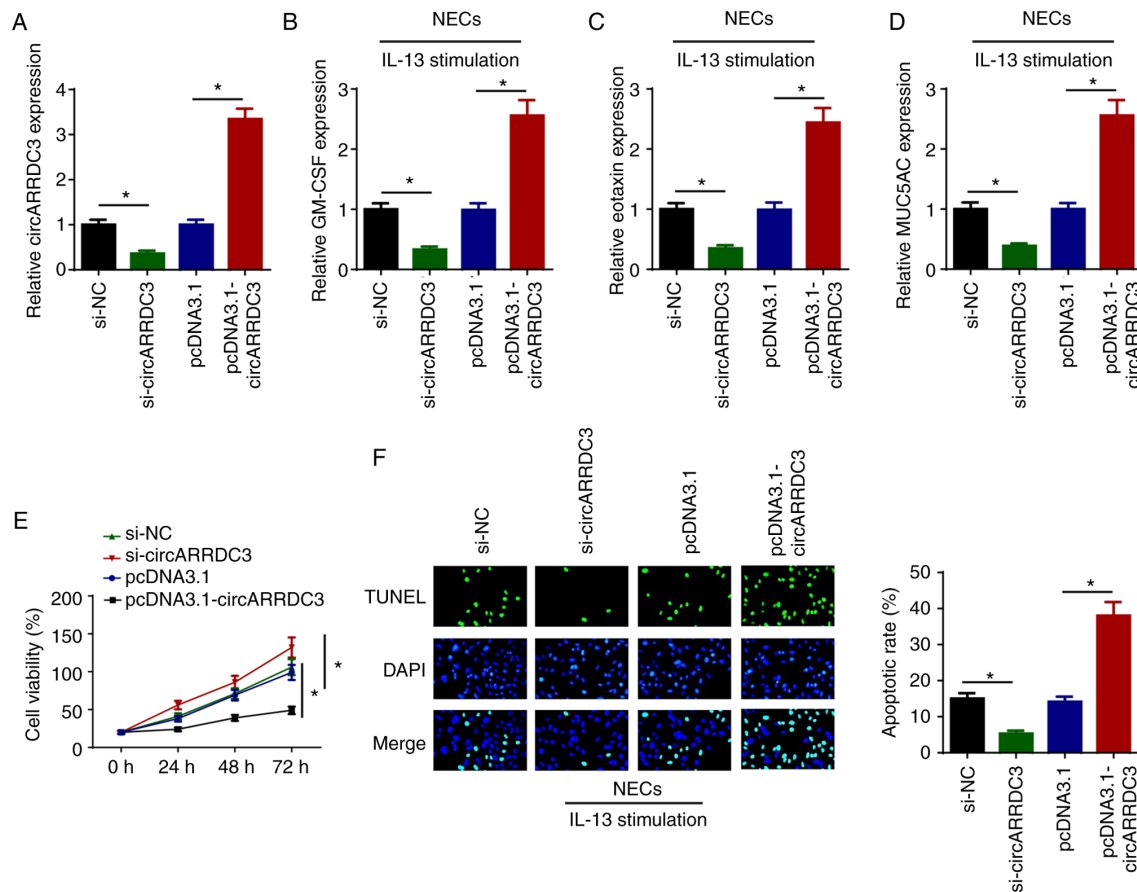 A
Relative circARRDC3 expression
4
3
2
1
0
*
*
si-NC
si-circARRDC3
pcDNA3.1
pcDNA3.1-
circARRDC3
B
NECs
IL-13 stimulation
Relative GM-CSF expression
3
2
1
0
*
*
si-NC
si-circARRDC3
pcDNA3.1
pcDNA3.1-
circARRDC3
C
NECs
IL-13 stimulation
Relative eotaxin expression
3
2
1
0
*
*
si-NC
si-circARRDC3
pcDNA3.1
pcDNA3.1-
circARRDC3
D
NECs
IL-13 stimulation
Relative MUC5AC expression
3
2
1
0
*
*
si-NC
si-circARRDC3
pcDNA3.1
pcDNA3.1-
circARRDC3
E
si-NC
si-circARRDC3
pcDNA3.1
pcDNA3.1-circARRDC3
Cell viability (%)
200
150
100
50
0
0 h 24 h 48 h 72 h
*
*
F
si-NC
si-circARRDC3
pcDNA3.1
pcDNA3.1-
circARRDC3
TUNEL
DAPI
Merge
NECs
IL-13 stimulation
Apoptotic rate (%)
50
40
30
20
10
0
*
*
si-NC
si-circARRDC3
pcDNA3.1
pcDNA3.1-
circARRDC3